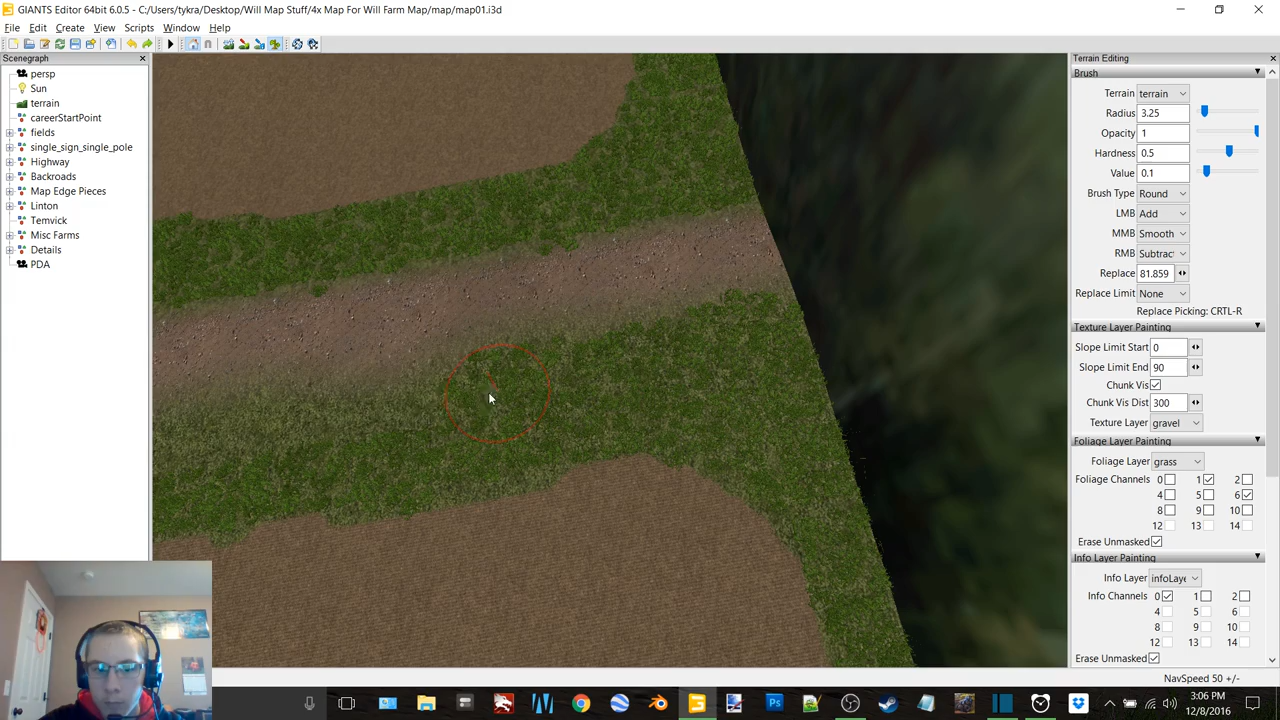 GIANTS Editor 64bit 6.0.5 - C:/Users/tykra/Desktop/Will Map Stuff/4x Map For Will Farm Map/map/map01.i3d
File Edit Create View Scripts Window Help
Scenegraph
persp
Sun
terrain
careerStartPoint
fields
single_sign_single_pole
Highway
Backroads
Map Edge Pieces
Linton
Temvick
Misc Farms
Details
PDA
Terrain Editing
Brush
Terrain terrain
Radius 3.25
Opacity 1
Hardness 0.5
Value 0.1
Brush Type Round
LMB Add
MMB Smooth
RMB Subtrac
Replace 81.859
Replace Limit None
Replace Picking: CRTL-R
Texture Layer Painting
Slope Limit Start 0
Slope Limit End 90
Chunk Vis
Chunk Vis Dist 300
Texture Layer gravel
Foliage Layer Painting
Foliage Layer grass
Foliage Channels 0 1 2
4 5 6
8 9 10
12 13 14
Erase Unmasked
Info Layer Painting
Info Layer infoLaye
Info Channels 0 1 2
4 5 6
8 9 10
12 13 14
Erase Unmasked
NavSpeed 50 +/-
3:06 PM
12/8/2016